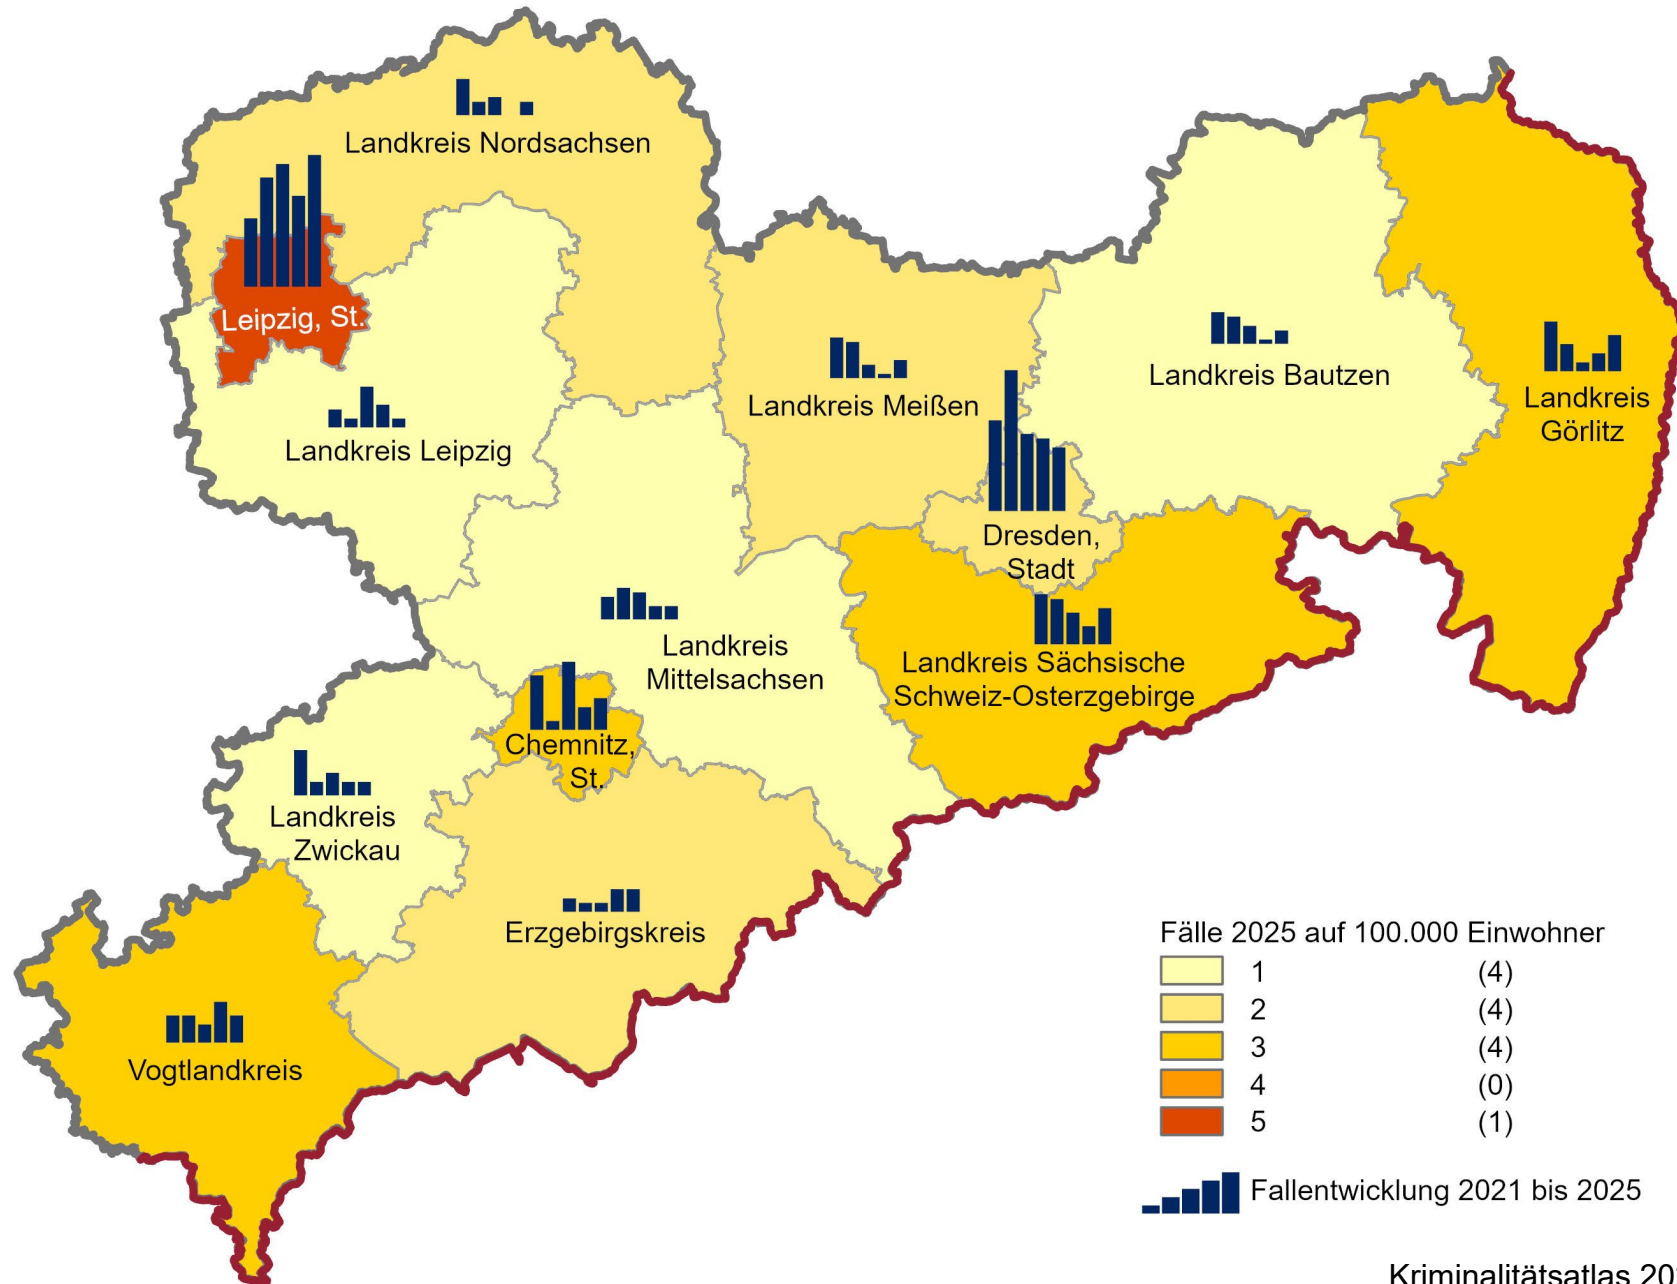 Landkreis Nordsachsen
Leipzig, St.
Landkreis Leipzig
Landkreis Meißen
Landkreis Bautzen
Landkreis
Görlitz
Dresden,
Stadt
Landkreis
Mittelsachsen
Landkreis Sächsische
Schweiz-Osterzgebirge
Chemnitz,
St.
Landkreis
Zwickau
Erzgebirgskreis
Vogtlandkreis
Fälle 2025 auf 100.000 Einwohner
1 (4)
2 (4)
3 (4)
4 (0)
5 (1)
Fallentwicklung 2021 bis 2025
Kriminalitätsatlas